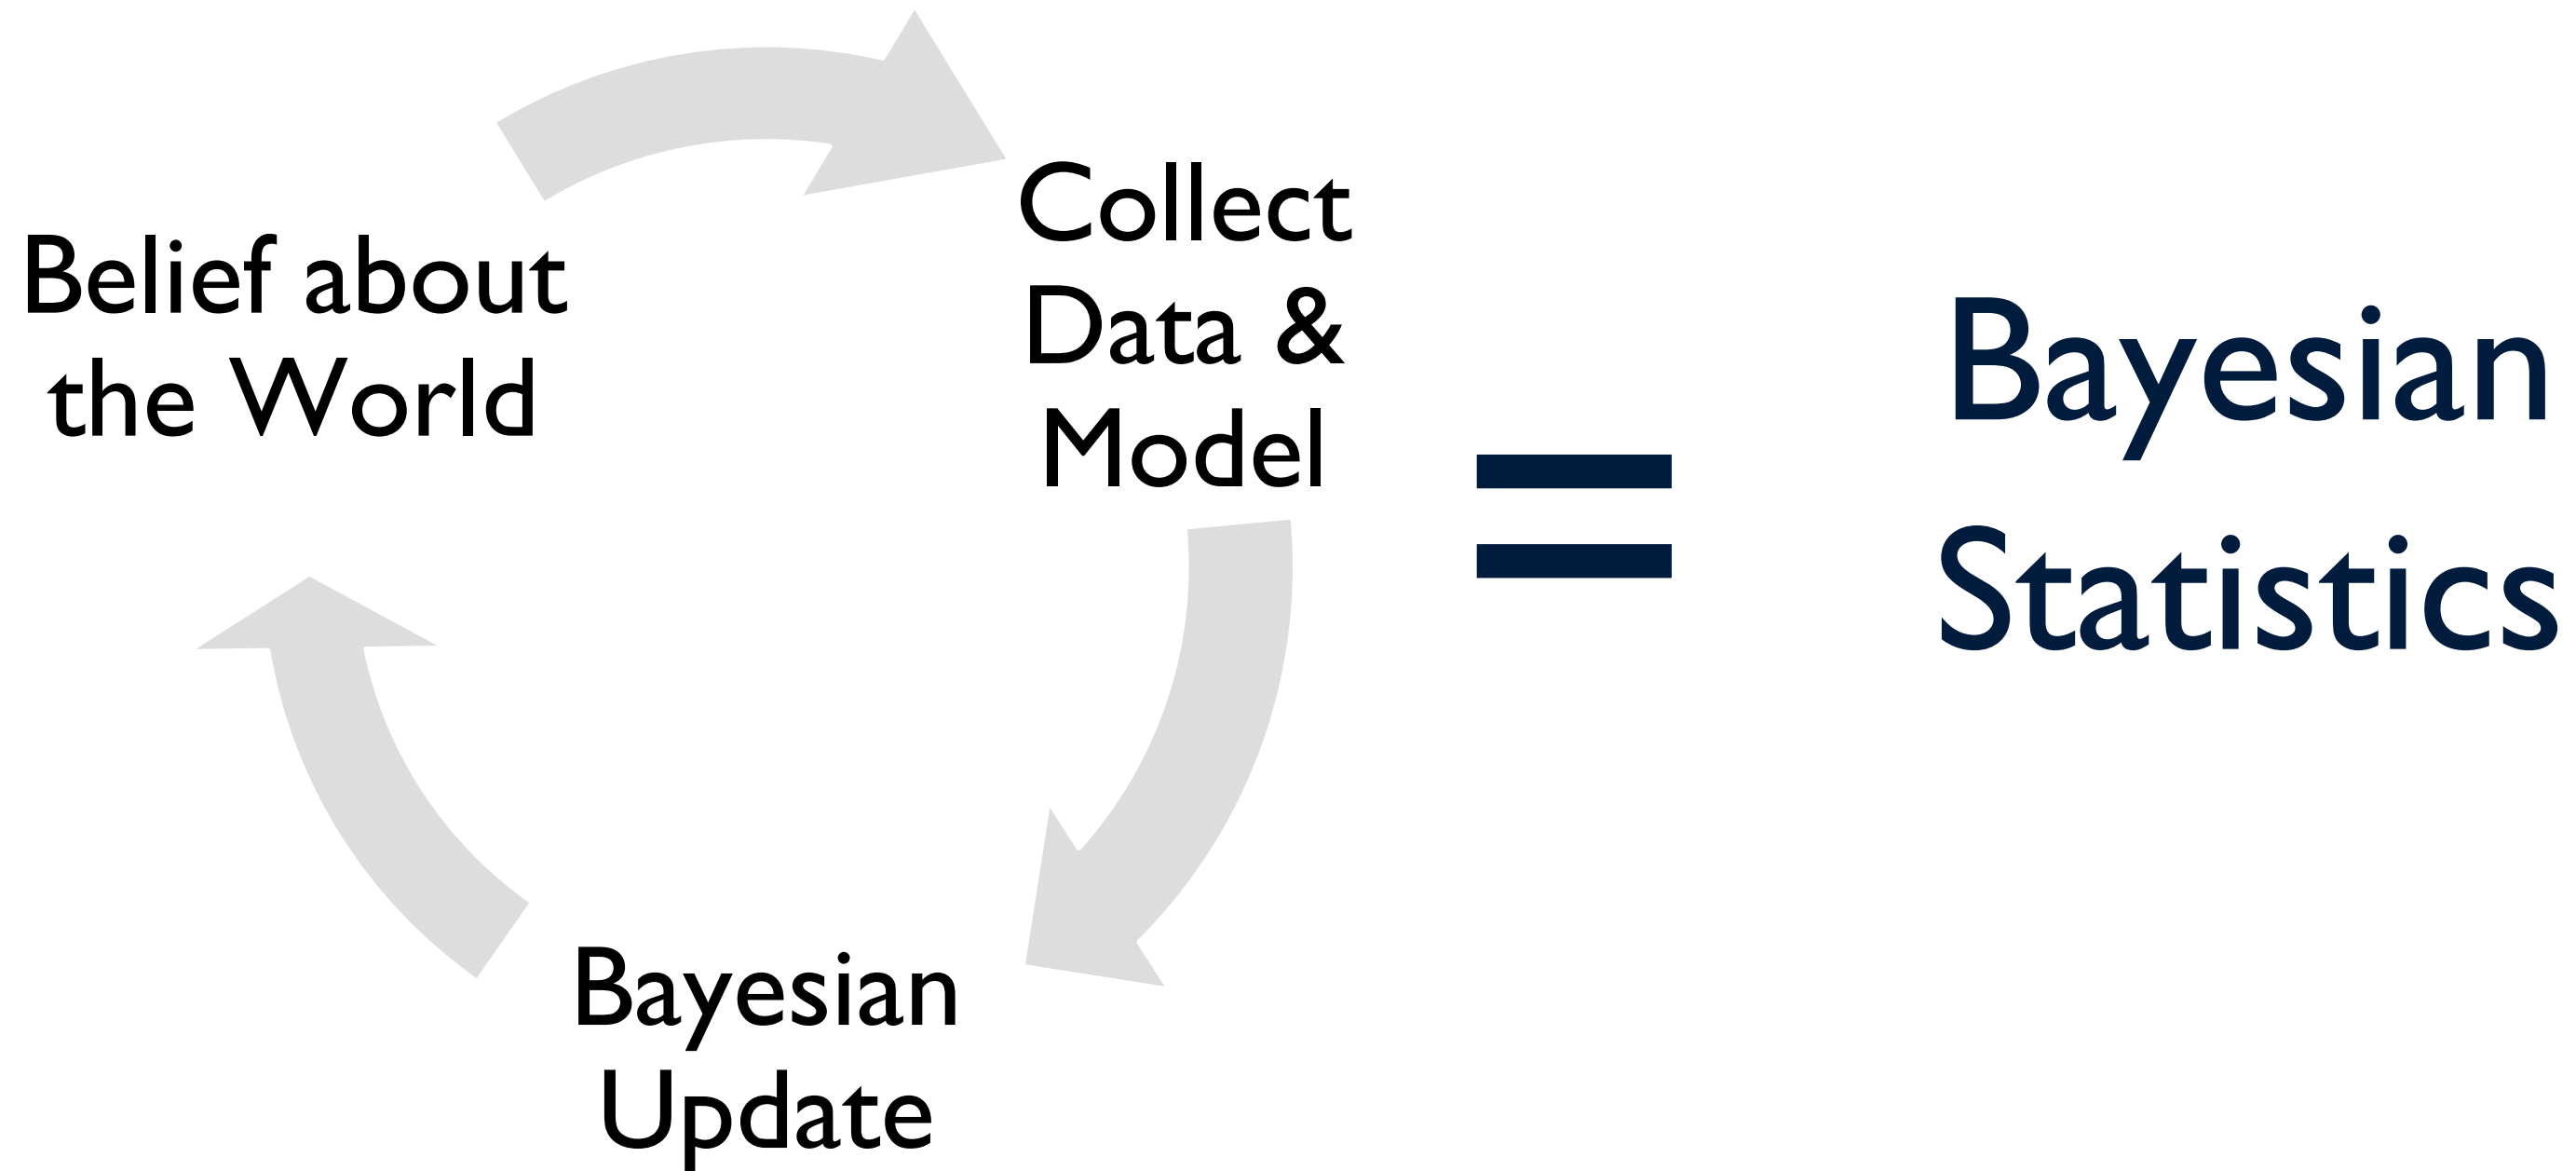 Belief about
the World
Collect
Data &
Model
Bayesian
Update
=
Bayesian
Statistics